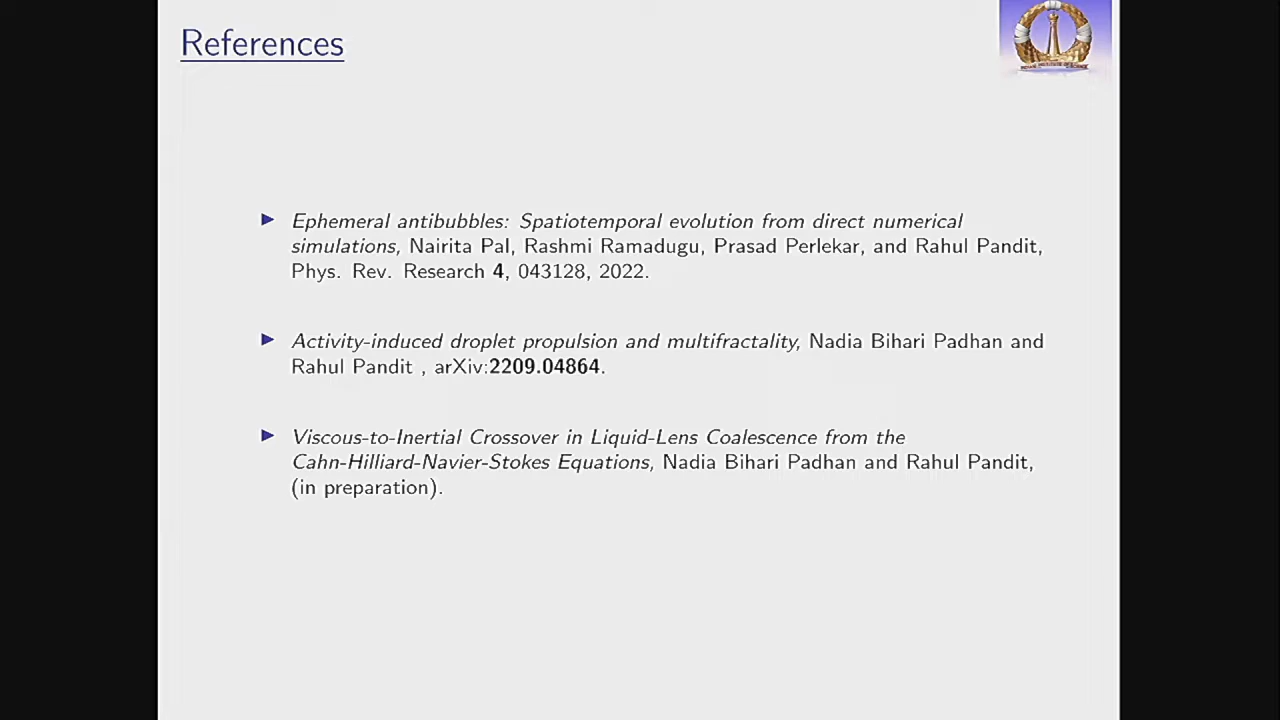 References
Ephemeral antibubbles: Spatiotemporal evolution from direct numerical
simulations, Nairita Pal, Rashmi Ramadugu, Prasad Perlekar, and Rahul Pandit,
Phys. Rev. Research 4, 043128, 2022.
Activity-induced droplet propulsion and multifractality, Nadia Bihari Padhan and
Rahul Pandit , arXiv:2209.04864.
Viscous-to-Inertial Crossover in Liquid-Lens Coalescence from the
Cahn-Hilliard-Navier-Stokes Equations, Nadia Bihari Padhan and Rahul Pandit,
(in preparation).